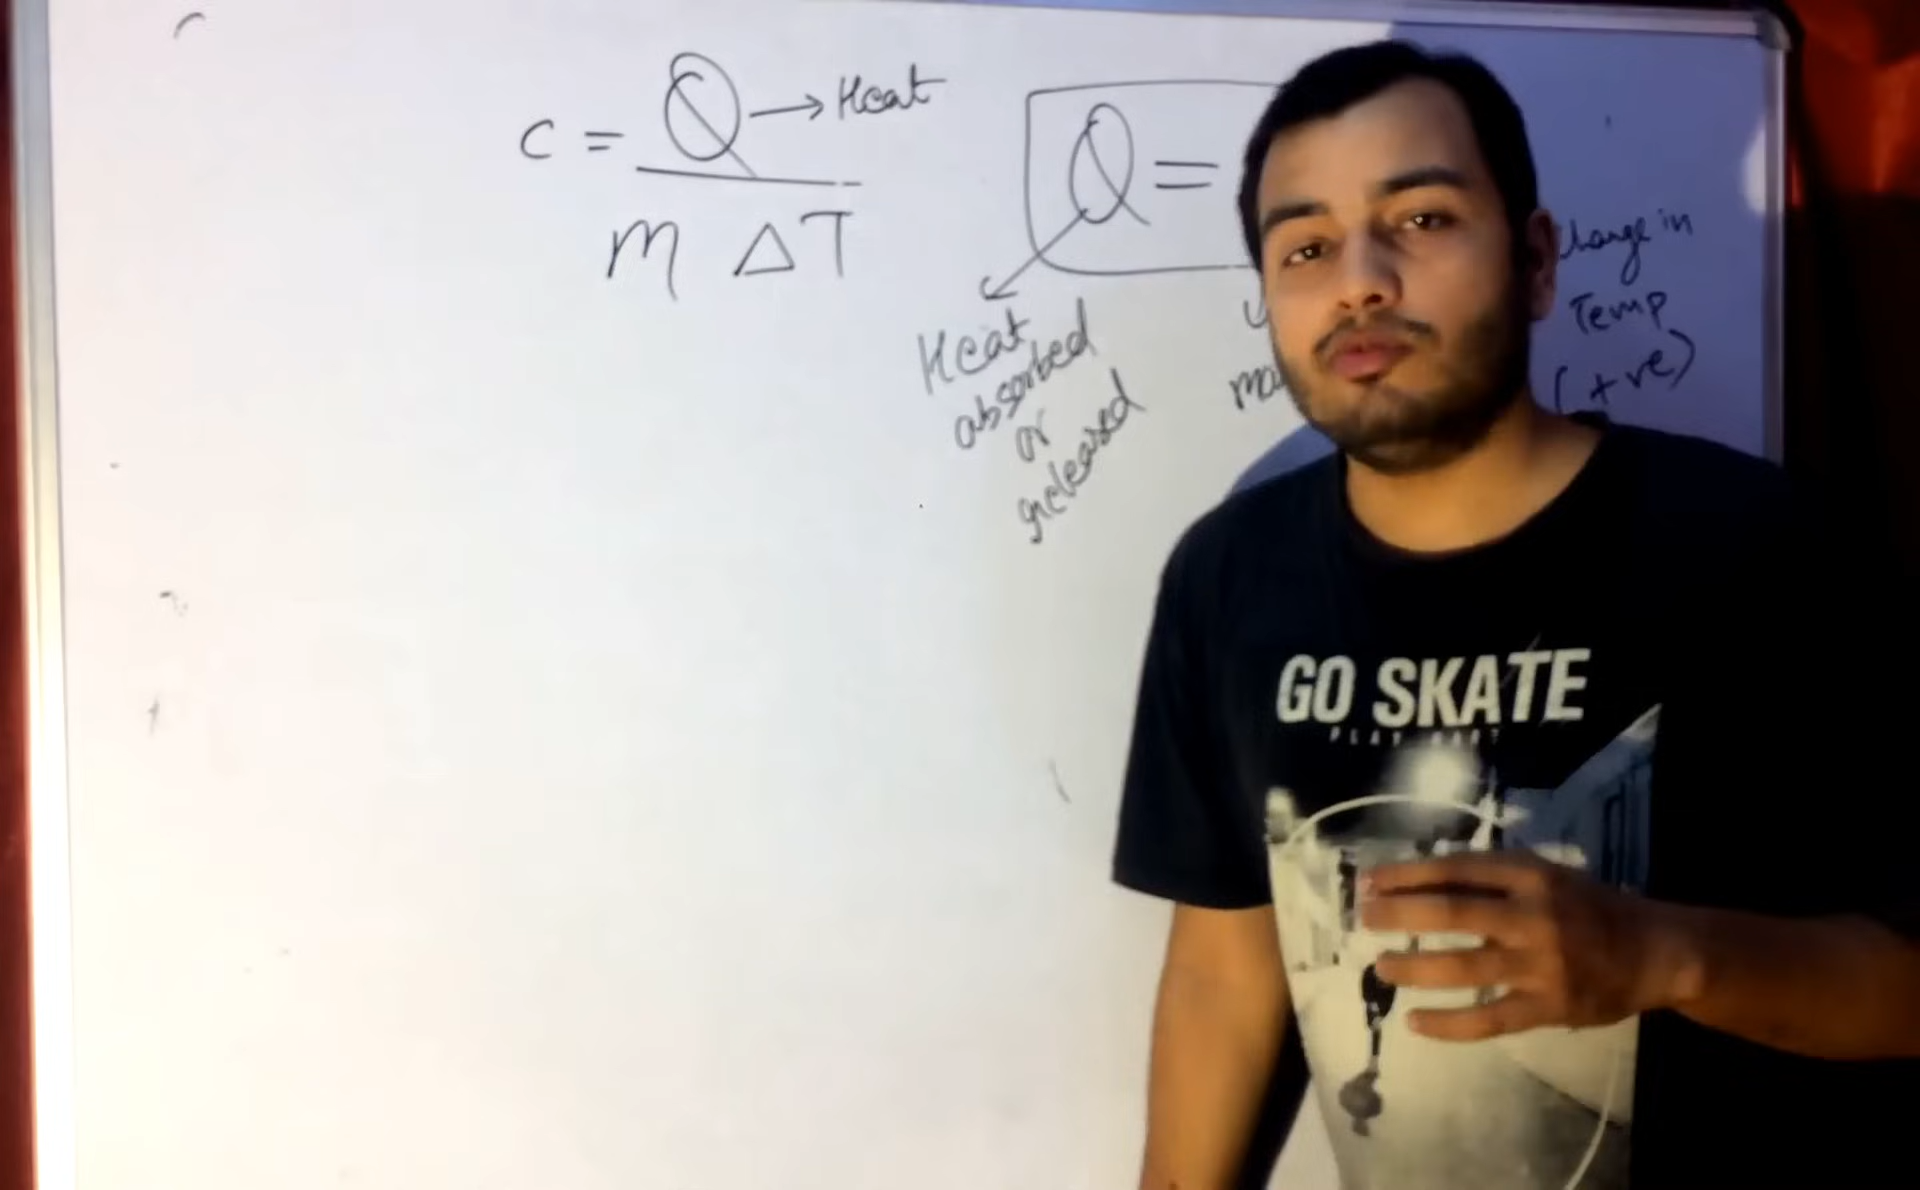 c = Q → Heat
m ΔT
Q =
Heat
absorbed
or
released
change in
Temp
(+ve)
GO SKATE